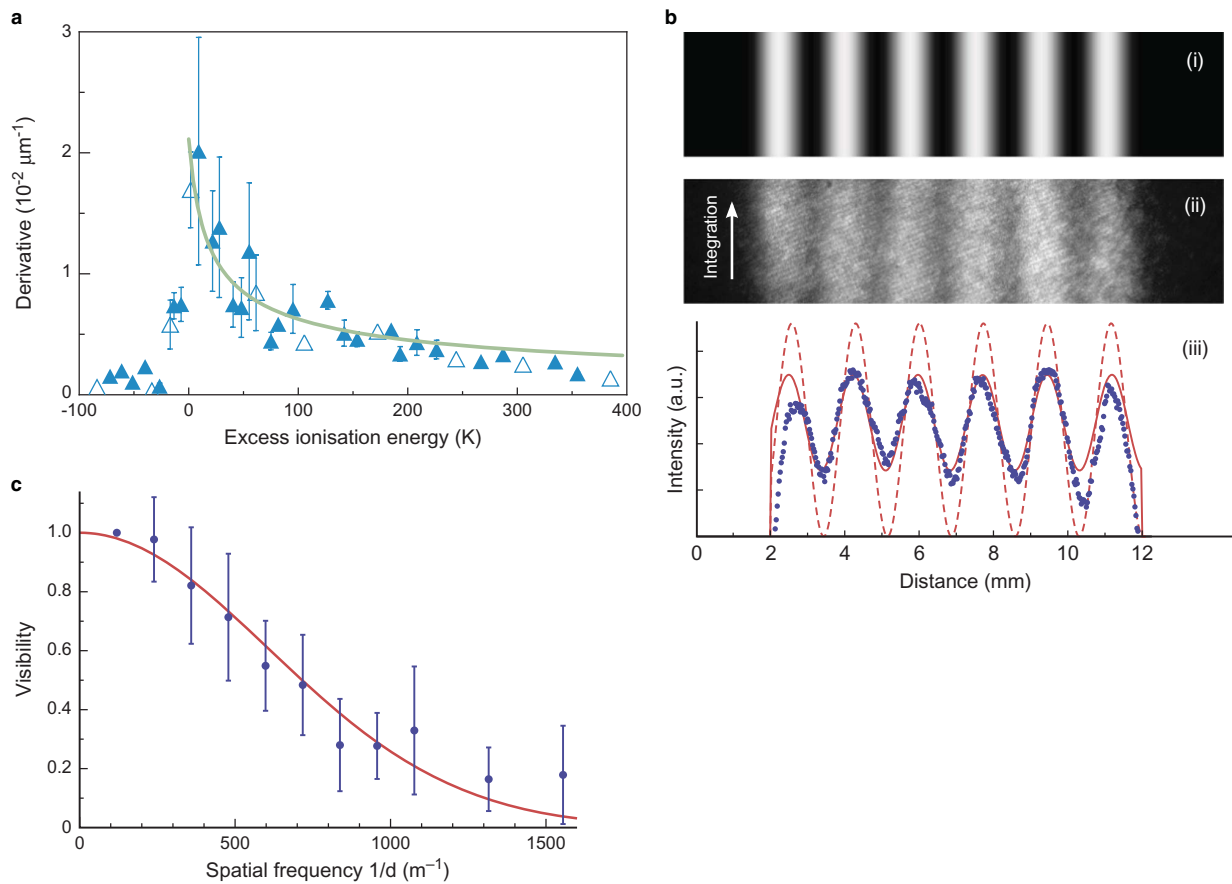 a
3
2
1
0
Derivative (10⁻² μm⁻¹)
-100 0 100 200 300 400
Excess ionisation energy (K)
b
(i)
(ii)
Integration
(iii)
Intensity (a.u.)
0 2 4 6 8 10 12
Distance (mm)
c
1.0
0.8
0.6
0.4
0.2
0
Visibility
0 500 1000 1500
Spatial frequency 1/d (m⁻¹)